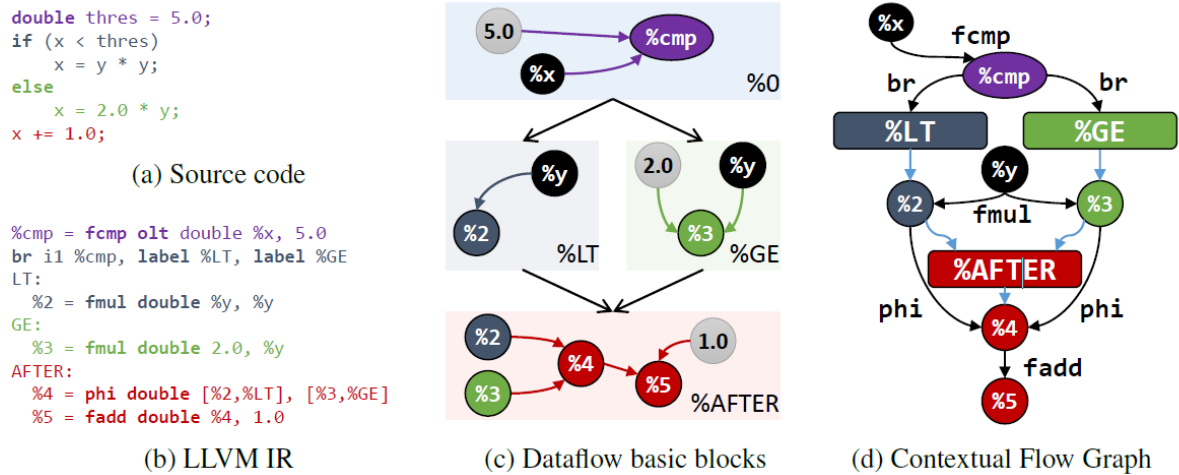 double thres = 5.0;
if (x < thres)
    x = y * y;
else
    x = 2.0 * y;
x += 1.0;
(a) Source code
%cmp = fcmp olt double %x, 5.0
br i1 %cmp, label %LT, label %GE
LT:
  %2 = fmul double %y, %y
GE:
  %3 = fmul double 2.0, %y
AFTER:
  %4 = phi double [%2,%LT], [%3,%GE]
  %5 = fadd double %4, 1.0
(b) LLVM IR
5.0
%cmp
%x
%0
%y
%2
%LT
2.0
%y
%3
%GE
%2
1.0
%4
%5
%3
%AFTER
(c) Dataflow basic blocks
%x
fcmp
%cmp
br
br
%LT
%GE
%y
%2
%3
fmul
%AFTER
phi
phi
%4
fadd
%5
(d) Contextual Flow Graph